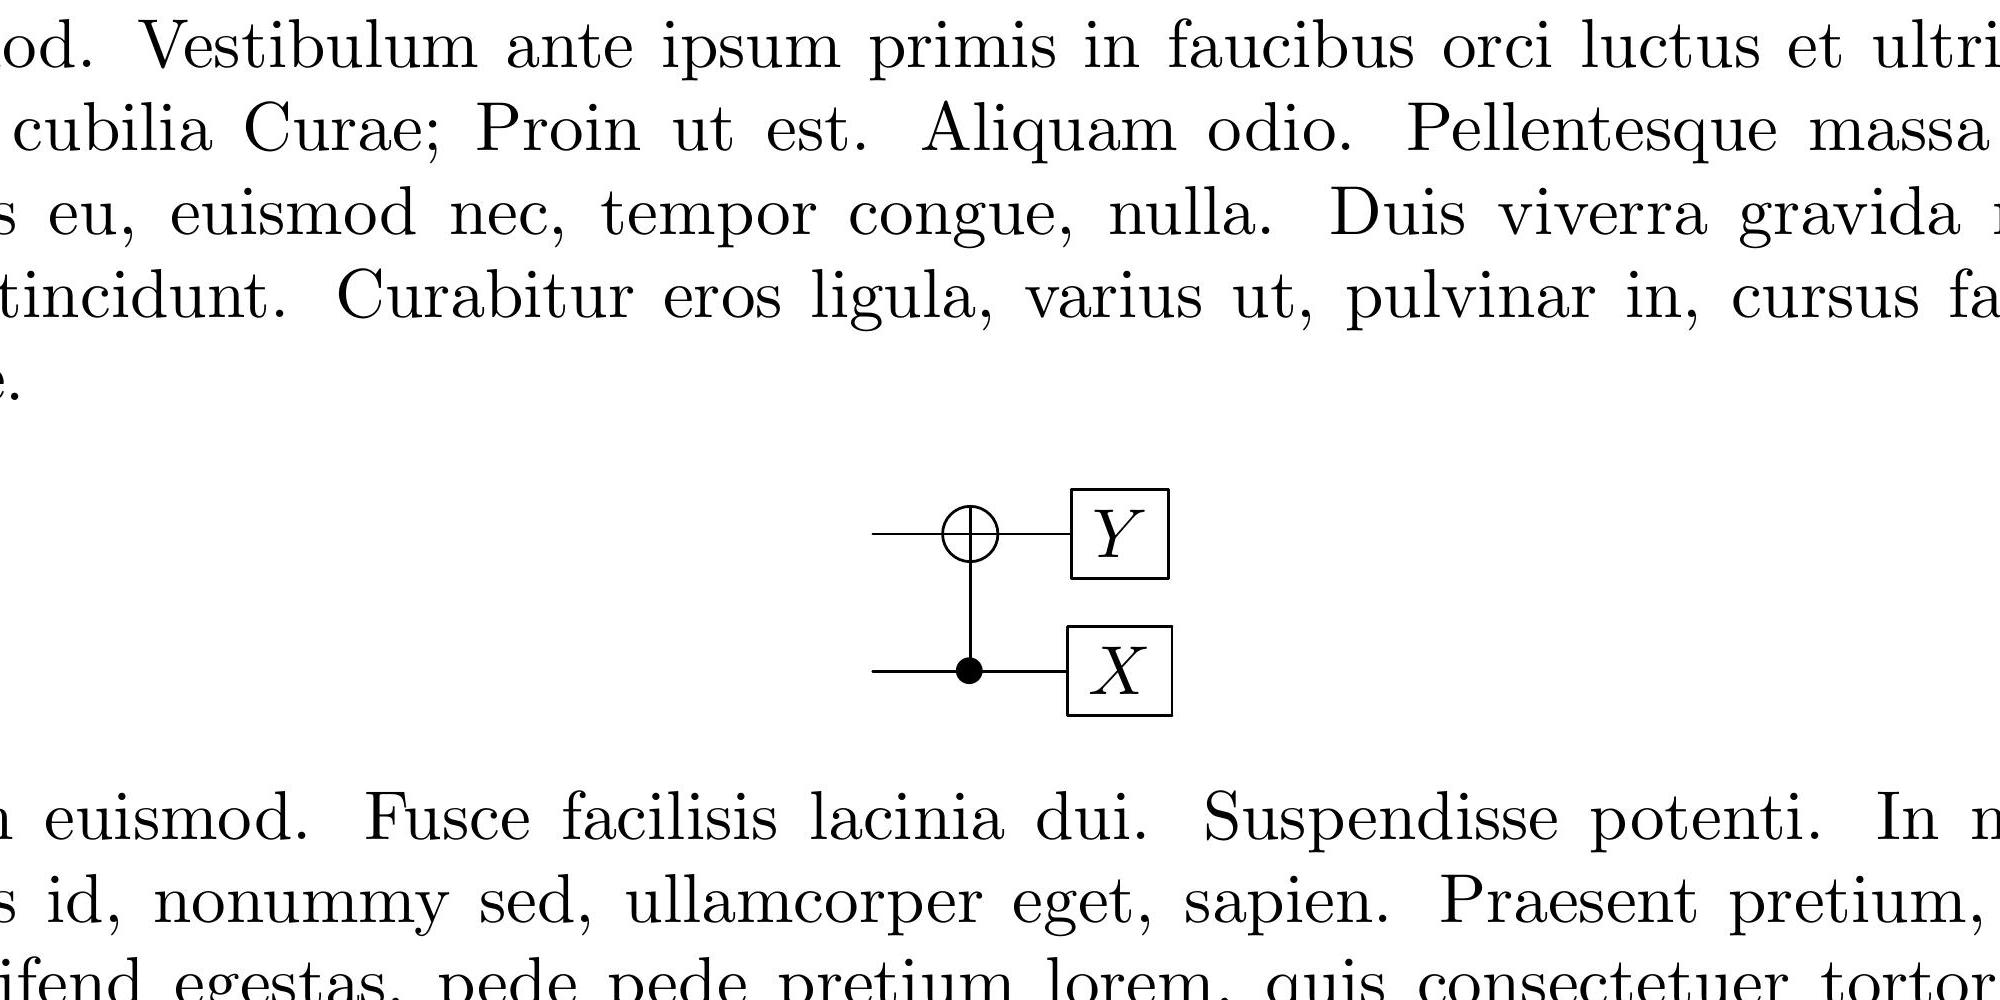 od. Vestibulum ante ipsum primis in faucibus orci luctus et ultri
cubilia Curae; Proin ut est. Aliquam odio. Pellentesque massa
s eu, euismod nec, tempor congue, nulla. Duis viverra gravida
tincidunt. Curabitur eros ligula, varius ut, pulvinar in, cursus fa
e.
Y
X
euismod. Fusce facilisis lacinia dui. Suspendisse potenti. In
s id, nonummy sed, ullamcorper eget, sapien. Praesent pretium,
ifend egestas, pede pede pretium lorem, quis consectetuer tortor